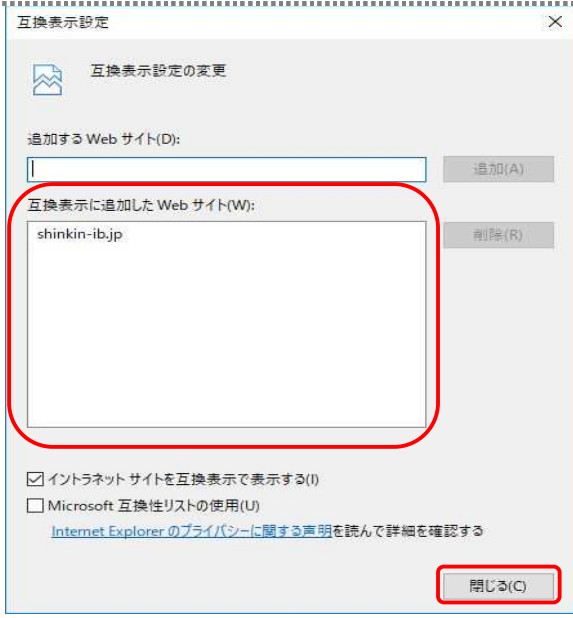 互換表示設定
互換表示設定の変更
追加する Web サイト(D):
追加(A)
互換表示に追加した Web サイト(W):
shinkin-ib.jp
削除(R)
イントラネット サイトを互換表示で表示する(I)
Microsoft 互換性リストの使用(U)
Internet Explorer のプライバシーに関する声明を読んで詳細を確認する
閉じる(C)